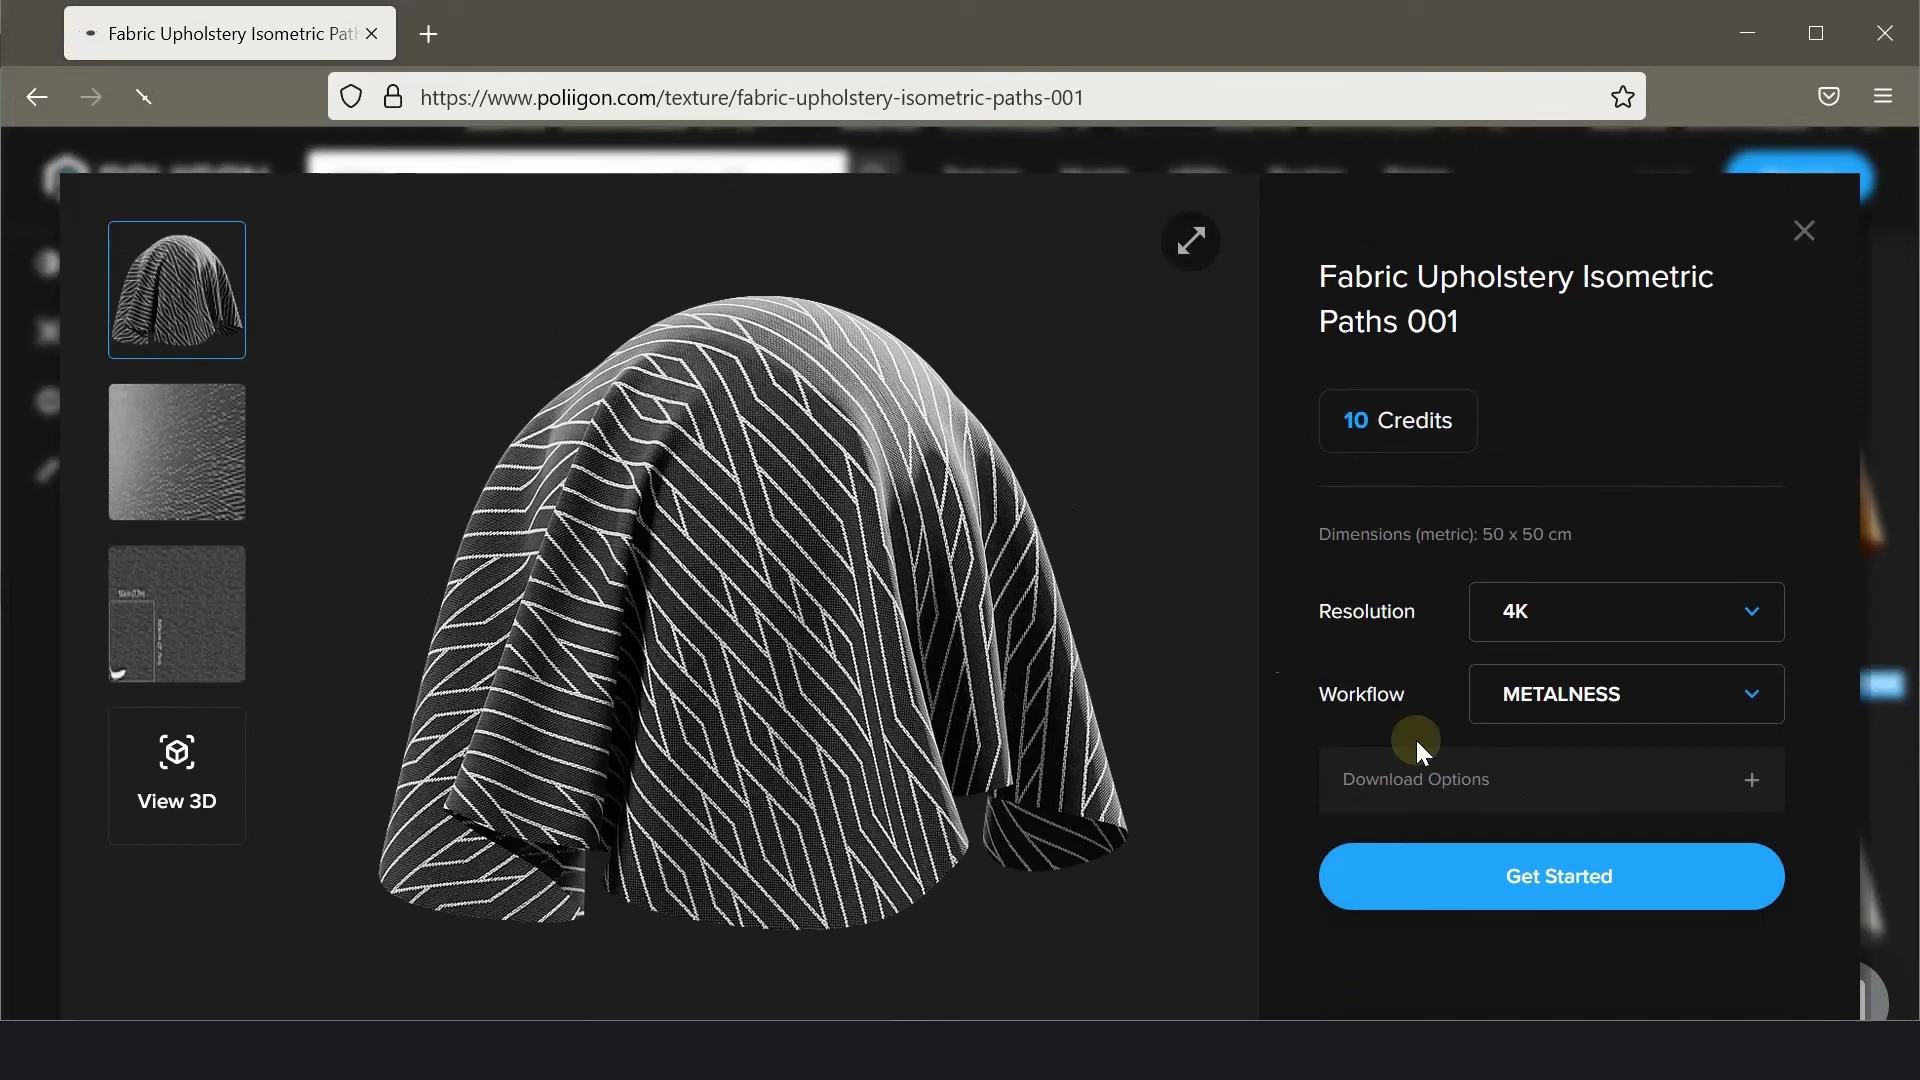 Fabric Upholstery Isometric Pat
https://www.poliigon.com/texture/fabric-upholstery-isometric-paths-001
Fabric Upholstery Isometric
Paths 001
10 Credits
Dimensions (metric): 50 x 50 cm
Resolution 4K
Workflow METALNESS
Download Options
Get Started
View 3D